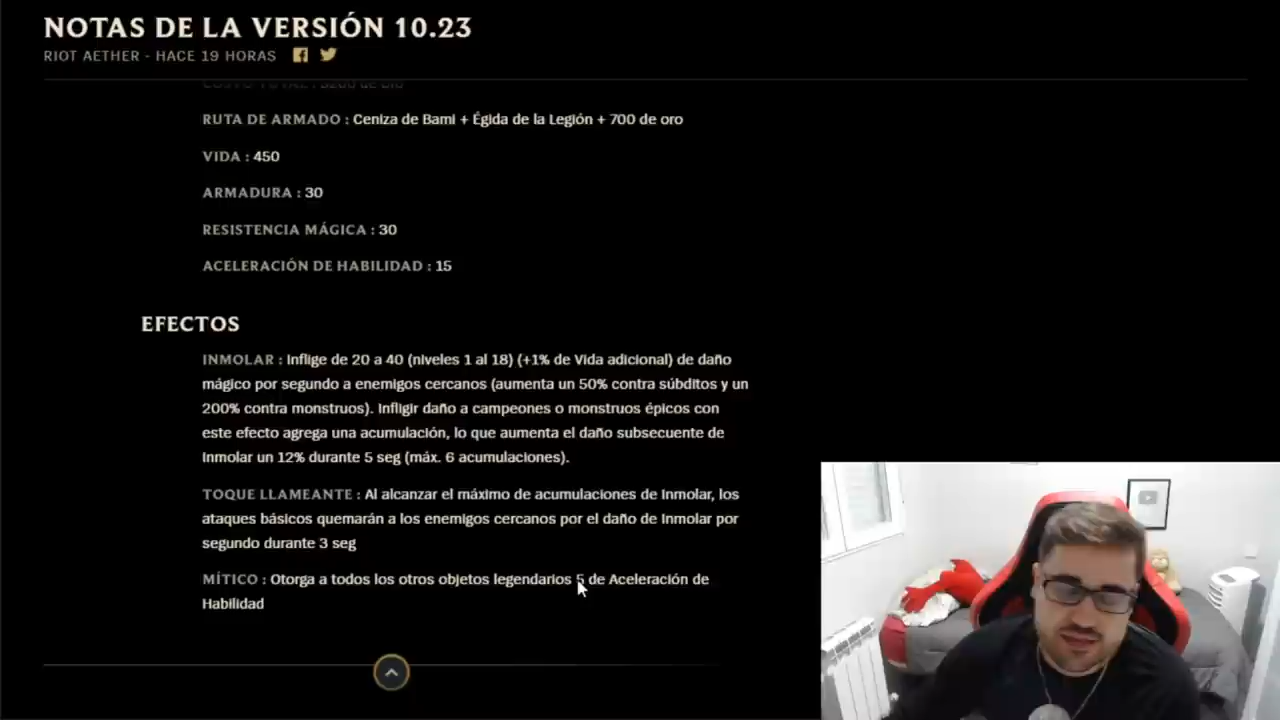 NOTAS DE LA VERSIÓN 10.23
RIOT AETHER - HACE 19 HORAS
COSTO TOTAL : 3200 de oro
RUTA DE ARMADO : Ceniza de Bami + Égida de la Legión + 700 de oro
VIDA : 450
ARMADURA : 30
RESISTENCIA MÁGICA : 30
ACELERACIÓN DE HABILIDAD : 15
EFECTOS
INMOLAR : Inflige de 20 a 40 (niveles 1 al 18) (+1% de Vida adicional) de daño
mágico por segundo a enemigos cercanos (aumenta un 50% contra súbditos y un
200% contra monstruos). Infligir daño a campeones o monstruos épicos con
este efecto agrega una acumulación, lo que aumenta el daño subsecuente de
Inmolar un 12% durante 5 seg (máx. 6 acumulaciones).
TOQUE LLAMEANTE : Al alcanzar el máximo de acumulaciones de Inmolar, los
ataques básicos quemarán a los enemigos cercanos por el daño de Inmolar por
segundo durante 3 seg
MÍTICO : Otorga a todos los otros objetos legendarios 5 de Aceleración de
Habilidad